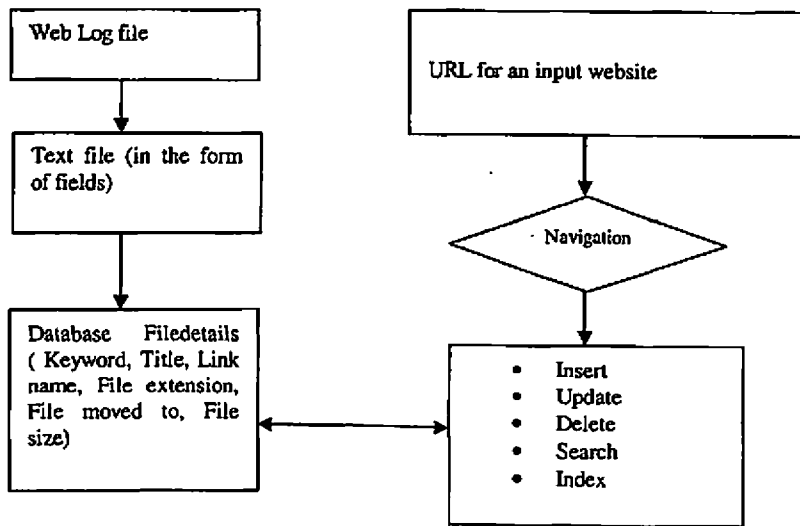 Web Log file
Text file (in the form
of fields)
Database Filedetails
( Keyword, Title, Link
name, File extension,
File moved to, File
size)
URL for an input website
Navigation
• Insert
• Update
• Delete
• Search
• Index